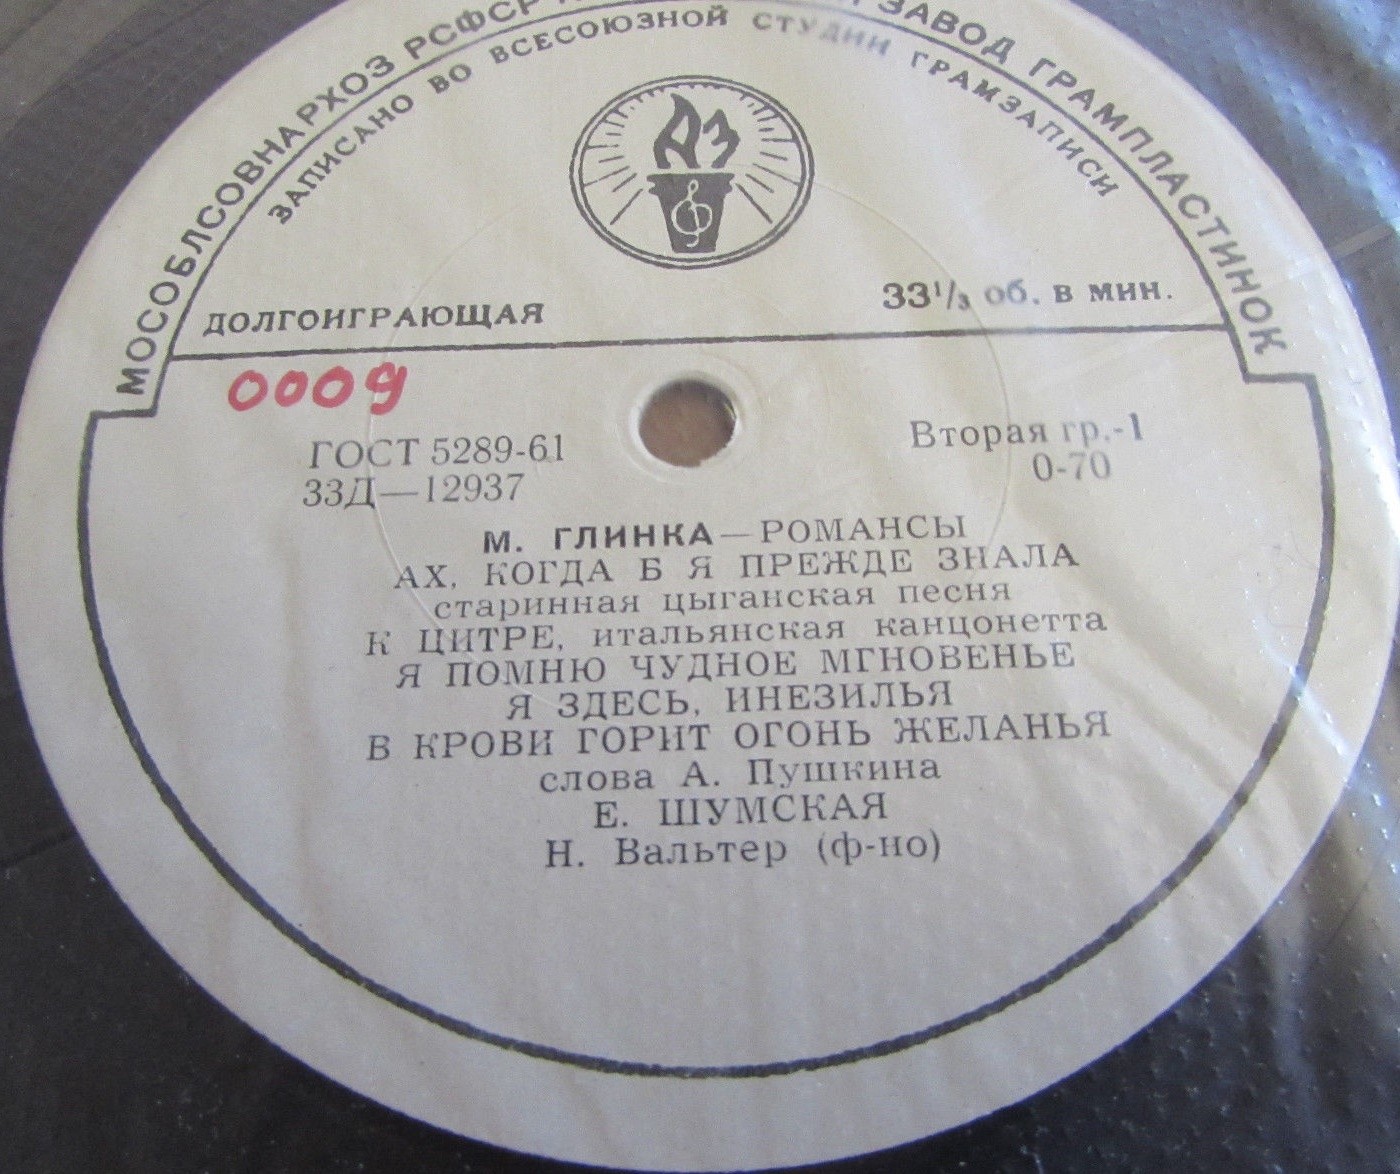 МОСОБЛСОВНАРХОЗ РСФСР ЗАВОД ГРАМПЛАСТИНОК
ЗАПИСАНО ВО ВСЕСОЮЗНОЙ СТУДИИ ГРАМЗАПИСИ
АЗ
ДОЛГОИГРАЮЩАЯ
33⅓ об. в мин.
0009
ГОСТ 5289-61
Вторая гр.-1
33Д—12937
0-70
М. ГЛИНКА—РОМАНСЫ
АХ, КОГДА Б Я ПРЕЖДЕ ЗНАЛА
старинная цыганская песня
К ЦИТРЕ, итальянская канцонетта
Я ПОМНЮ ЧУДНОЕ МГНОВЕНЬЕ
Я ЗДЕСЬ, ИНЕЗИЛЬЯ
В КРОВИ ГОРИТ ОГОНЬ ЖЕЛАНЬЯ
слова А. Пушкина
Е. ШУМСКАЯ
Н. Вальтер (ф-но)